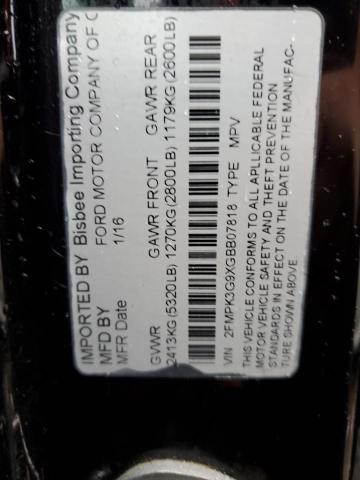 IMPORTED BY Bisbee Importing Company
MFD BY FORD MOTOR COMPANY OF C
MFR Date 1/16
GVWR GAWR FRONT GAWR REAR
2413KG (5320LB) 1270KG (2800LB) 1179KG (2600LB)
VIN 2FMPK3G9XGBB07818 TYPE MPV
THIS VEHICLE CONFORMS TO ALL APLLICABLE FEDERAL
MOTOR VEHICLE SAFETY AND THEFT PREVENTION
STANDARDS IN EFFECT ON THE DATE OF THE MANUFAC-
TURE SHOWN ABOVE